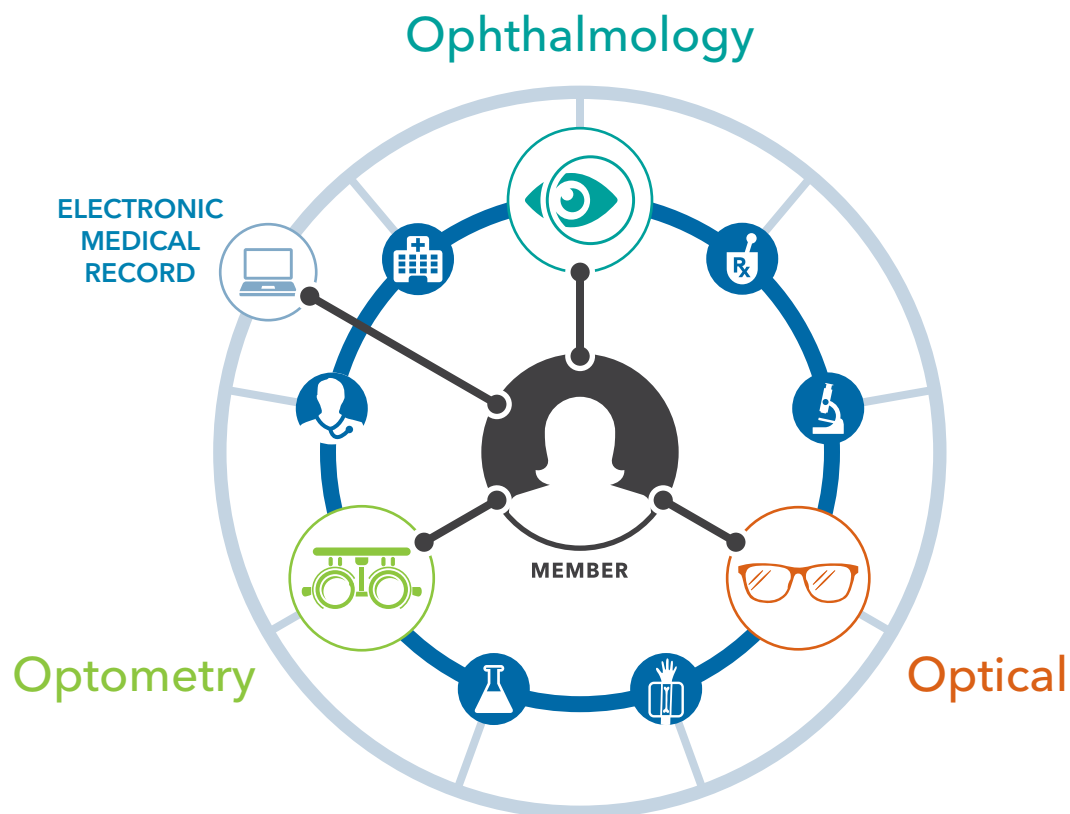 Ophthalmology
ELECTRONIC
MEDICAL
RECORD
Rx
MEMBER
Optometry
Optical